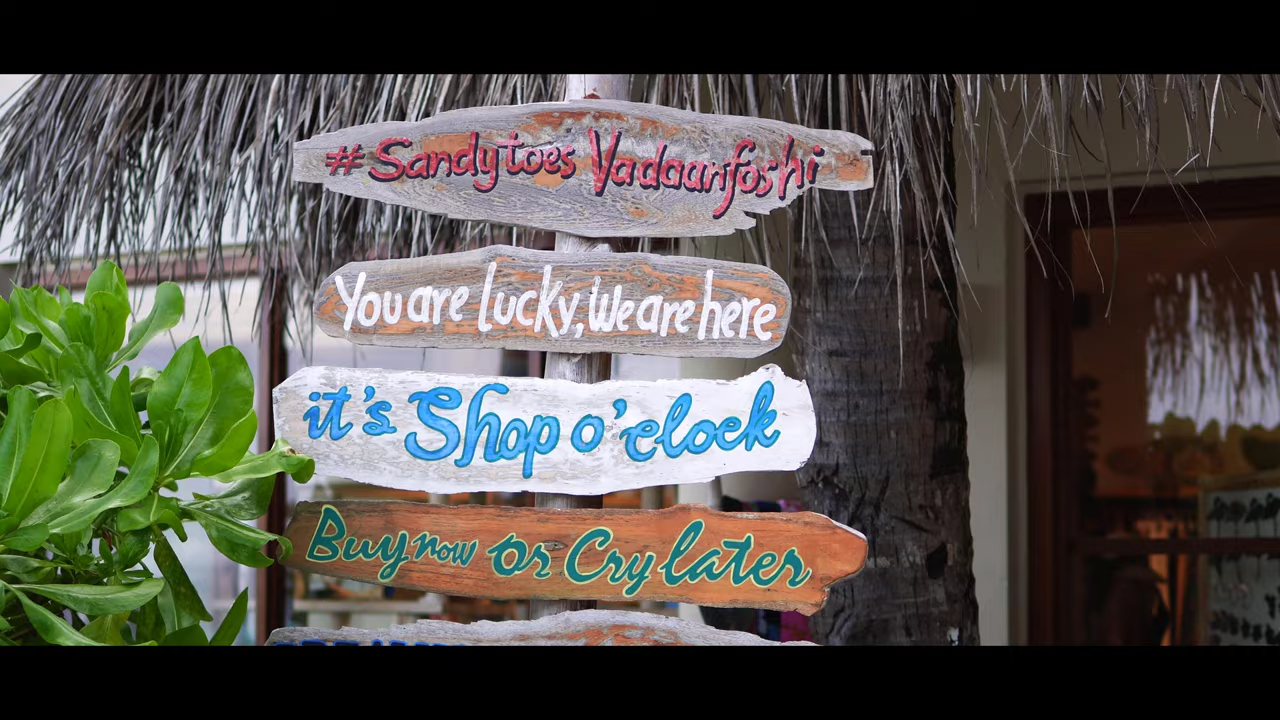 #Sandytoes Vadaanfoshi
You are lucky, We are here
it's Shop o'clock
Buy now or Cry later